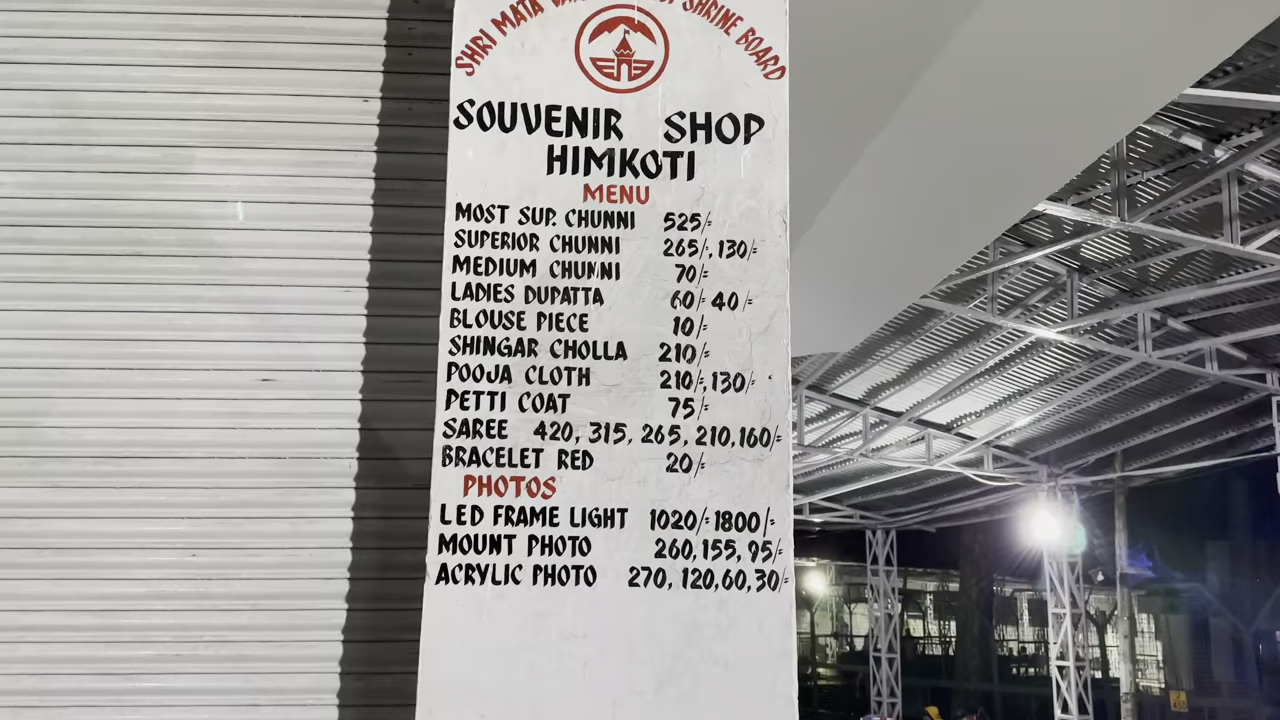 SHRI MATA SHRINE BOARD
SOUVENIR SHOP
HIMKOTI
MENU
MOST SUP. CHUNNI 525/=
SUPERIOR CHUNNI 265/=, 130/=
MEDIUM CHUNNI 70/=
LADIES DUPATTA 60/= 40/=
BLOUSE PIECE 10/=
SHINGAR CHOLLA 210/=
POOJA CLOTH 210/=, 130/=
PETTI COAT 75/=
SAREE 420, 315, 265, 210, 160/=
BRACELET RED 20/=
PHOTOS
LED FRAME LIGHT 1020/= 1800/=
MOUNT PHOTO 260, 155, 95/=
ACRYLIC PHOTO 270, 120, 60, 30/=